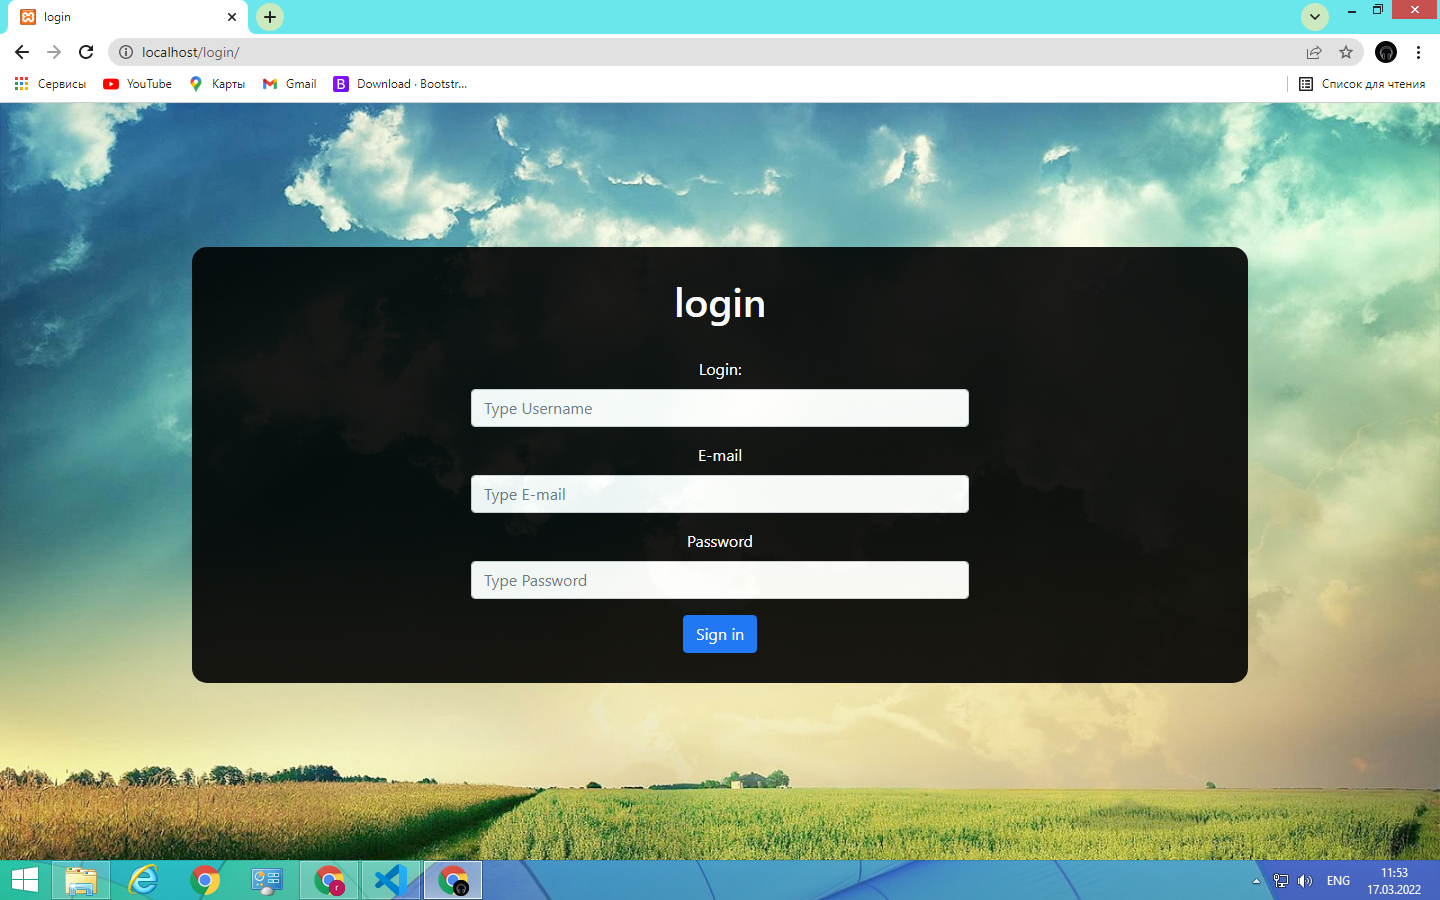 login
localhost/login/
Сервисы
YouTube
Карты
Gmail
B
Download · Bootstr...
Список для чтения
login
Login:
Type Username
E-mail
Type E-mail
Password
Type Password
Sign in
r
ENG
11:53
17.03.2022